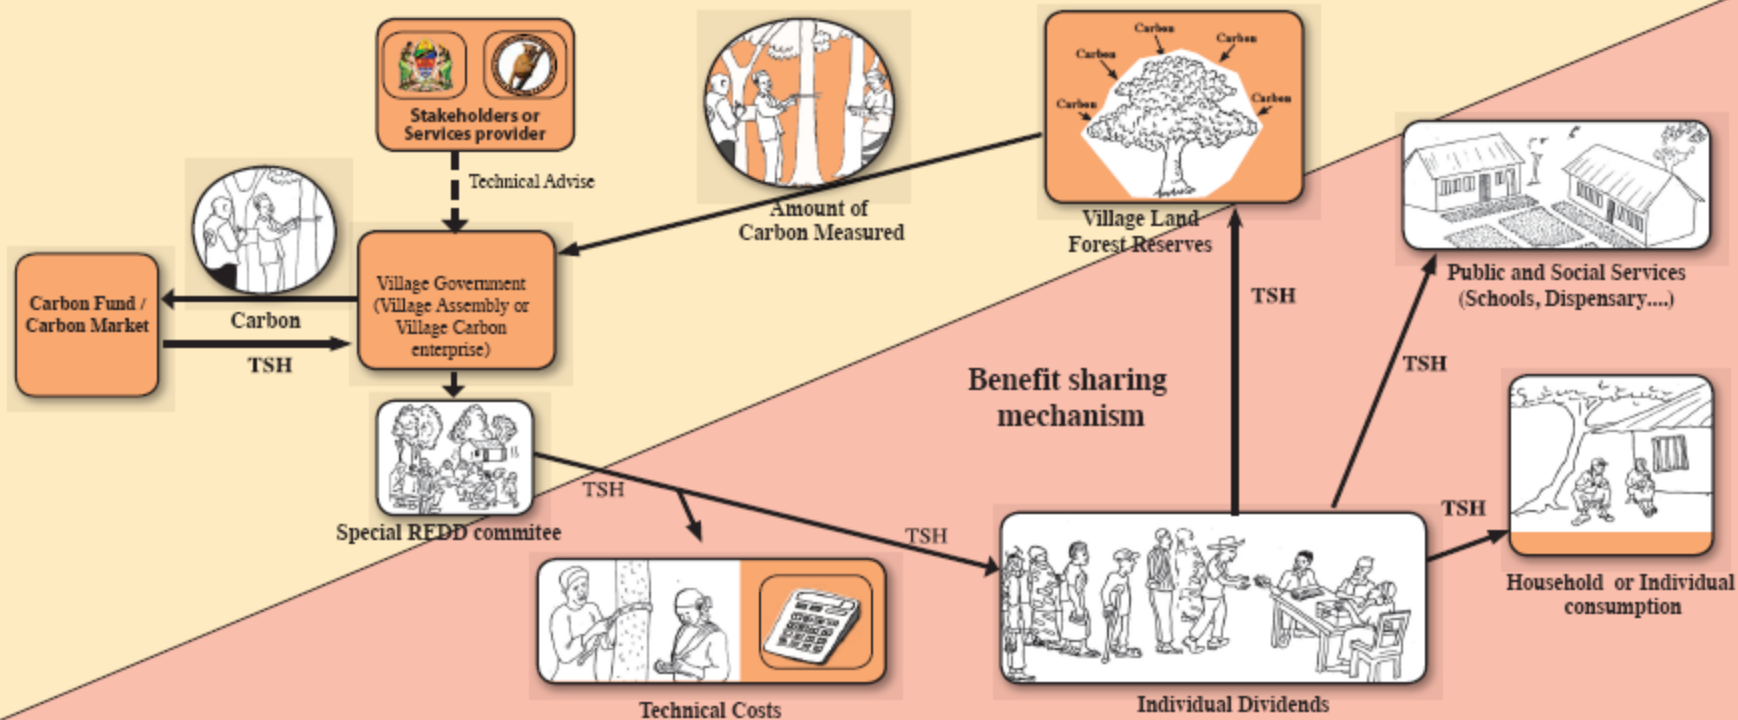 Stakeholders or
Services provider
Technical Advise
Carbon
Carbon
Carbon
Carbon
Carbon
Village Land
Forest Reserves
Amount of
Carbon Measured
Carbon Fund /
Carbon Market
Carbon
TSH
Village Government
(Village Assembly or
Village Carbon
enterprise)
Special REDD commitee
Benefit sharing
mechanism
TSH
TSH
TSH
TSH
TSH
Public and Social Services
(Schools, Dispensary....)
Household or Individual
consumption
Technical Costs
Individual Dividends